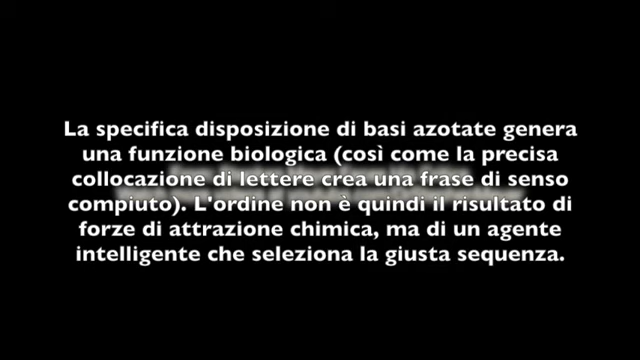 La specifica disposizione di basi azotate genera
una funzione biologica (così come la precisa
collocazione di lettere crea una frase di senso
compiuto). L'ordine non è quindi il risultato di
forze di attrazione chimica, ma di un agente
intelligente che seleziona la giusta sequenza.